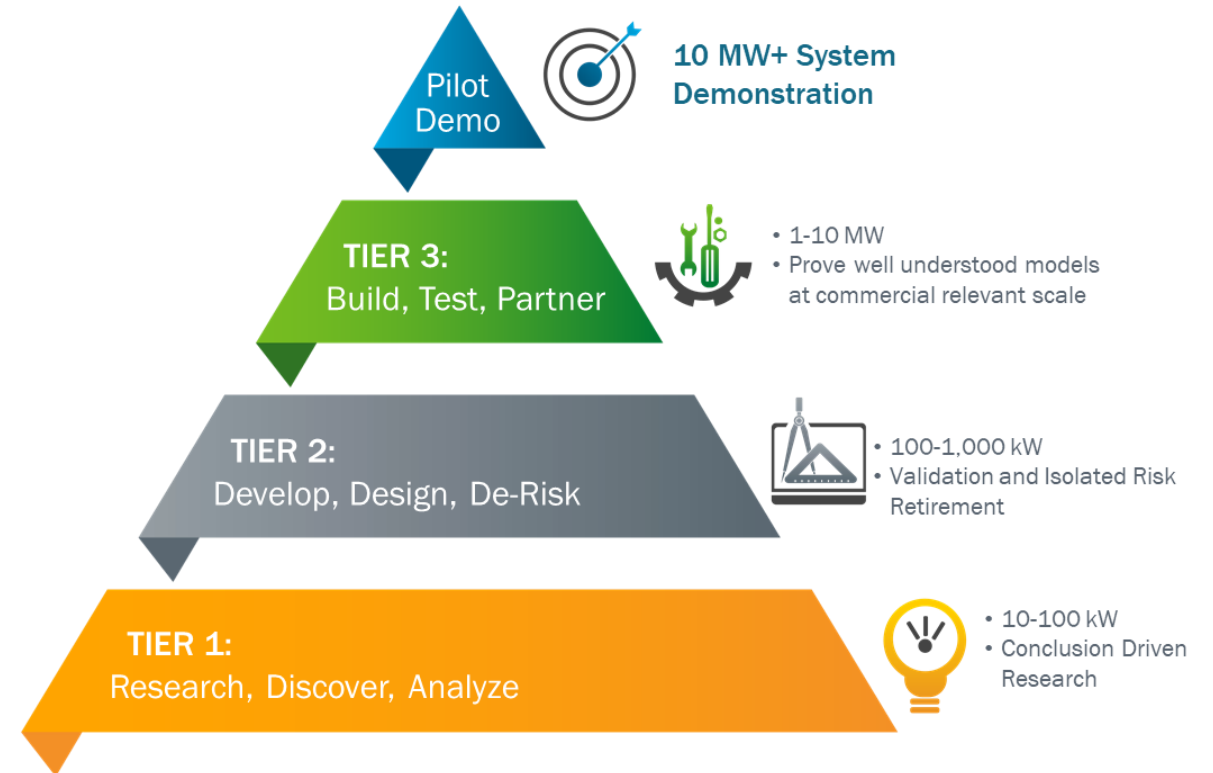 Pilot
Demo
10 MW+ System
Demonstration
TIER 3:
Build, Test, Partner
• 1-10 MW
• Prove well understood models
at commercial relevant scale
TIER 2:
Develop, Design, De-Risk
• 100-1,000 kW
• Validation and Isolated Risk
Retirement
TIER 1:
Research, Discover, Analyze
• 10-100 kW
• Conclusion Driven
Research